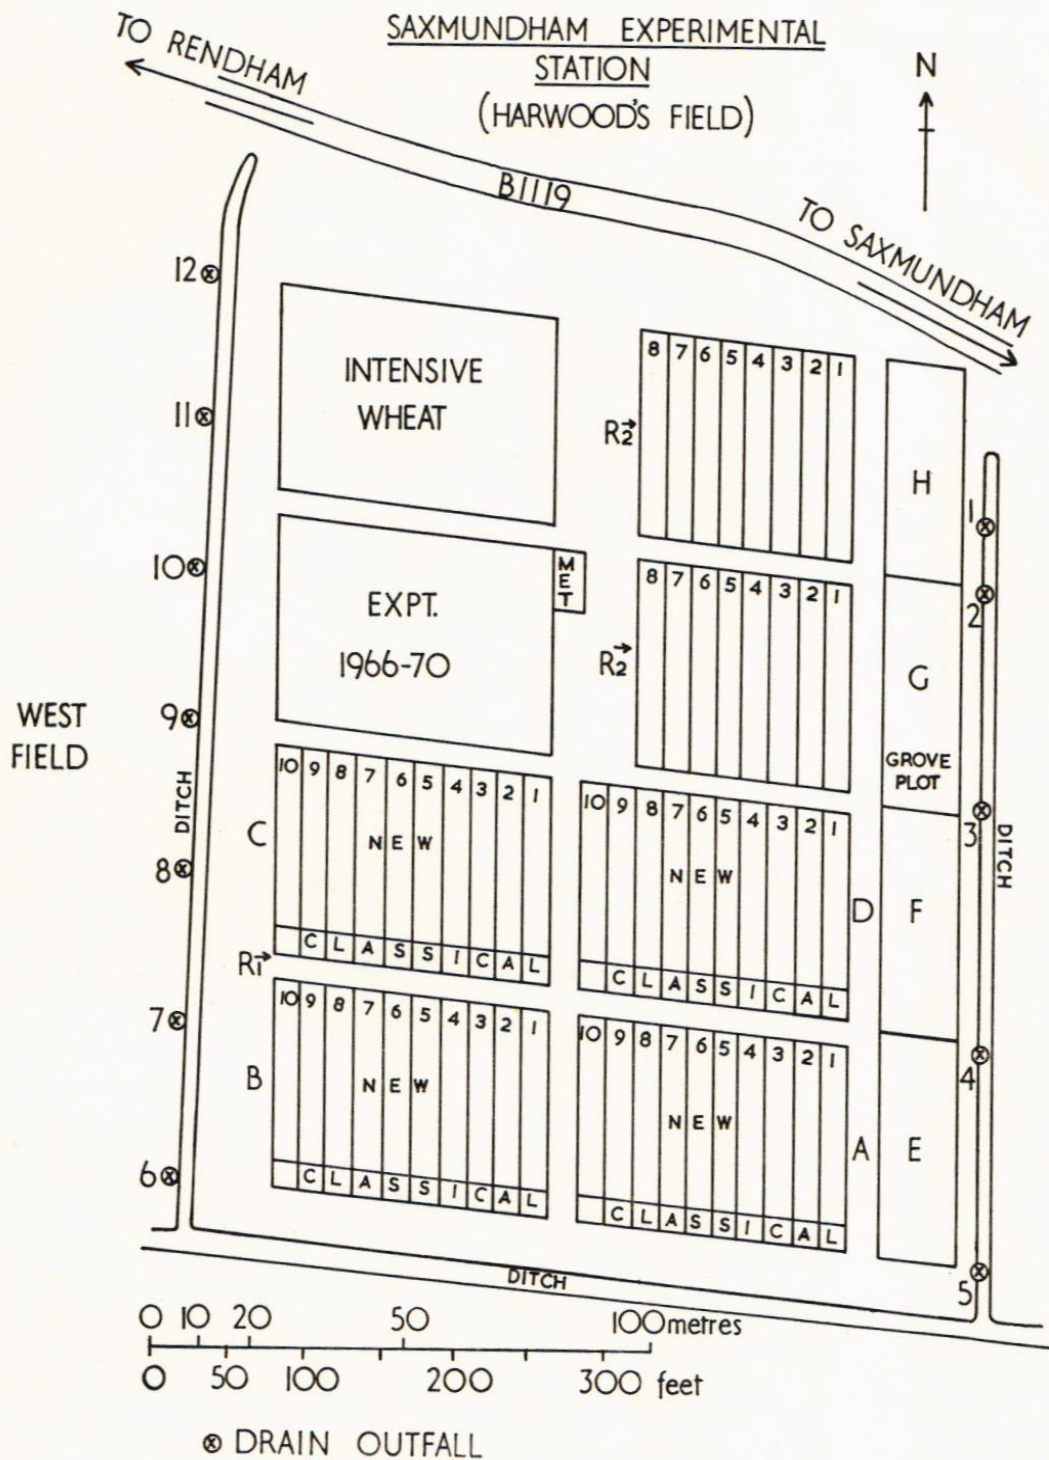 SAXMUNDHAM EXPERIMENTAL
STATION
(HARWOOD'S FIELD)
TO RENDHAM
N
B1119
TO SAXMUNDHAM
12
11
10
9
8
7
6
WEST
FIELD
DITCH
INTENSIVE
WHEAT
EXPT.
1966-70
MET
R2
8 7 6 5 4 3 2 1
R2
8 7 6 5 4 3 2 1
H
G
GROVE
PLOT
F
E
1
2
3
4
5
DITCH
C
10 9 8 7 6 5 4 3 2 1
NEW
CLASSICAL
D
10 9 8 7 6 5 4 3 2 1
NEW
CLASSICAL
R1
B
10 9 8 7 6 5 4 3 2 1
NEW
CLASSICAL
A
10 9 8 7 6 5 4 3 2 1
NEW
CLASSICAL
DITCH
0 10 20 50 100 metres
0 50 100 200 300 feet
⊗ DRAIN OUTFALL